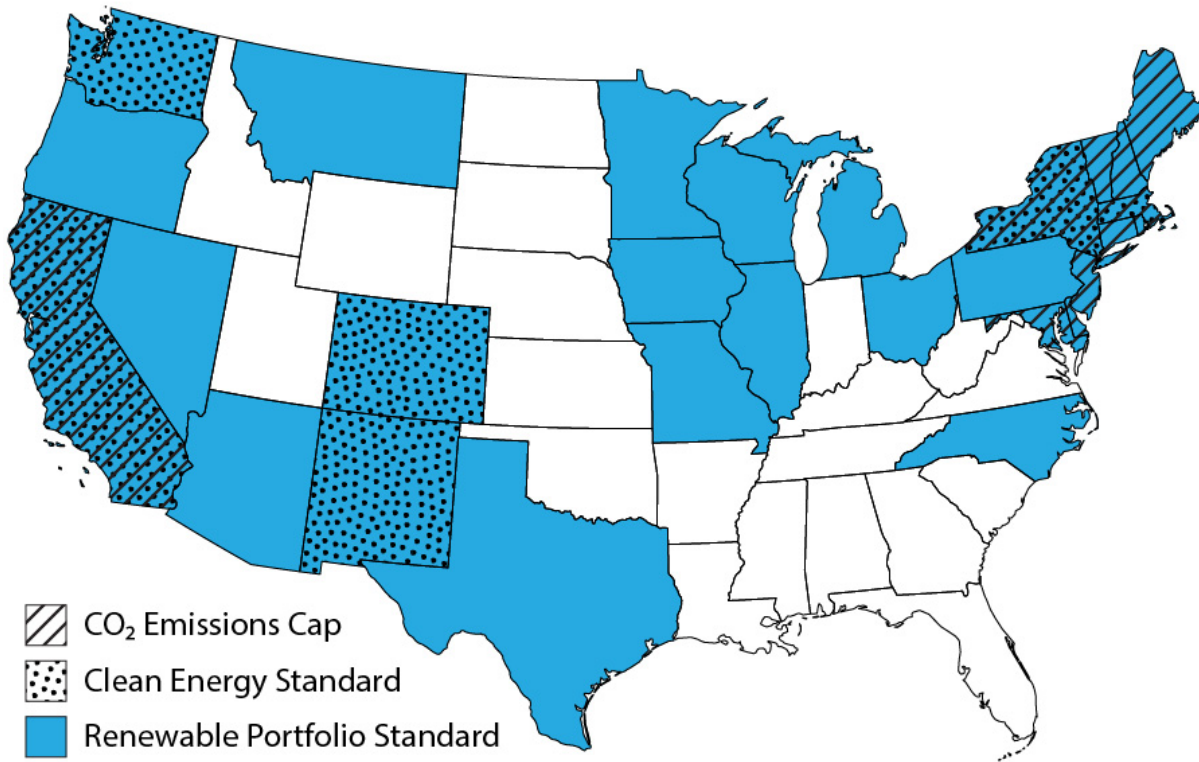 CO₂ Emissions Cap
Clean Energy Standard
Renewable Portfolio Standard